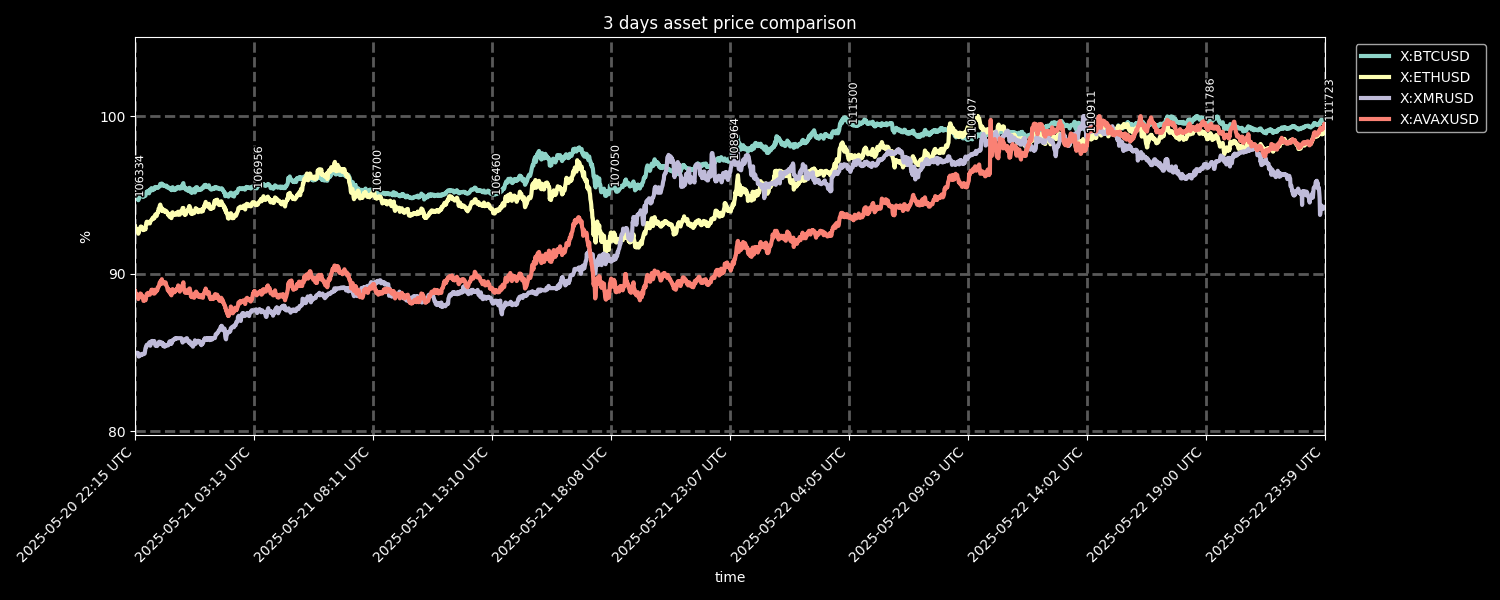 3 days asset price comparison
X:BTCUSD
X:ETHUSD
X:XMRUSD
X:AVAXUSD
100
90
80
%
106334
106956
106700
106460
107050
108964
111500
110407
110911
111786
111723
2025-05-20 22:15 UTC
2025-05-21 03:13 UTC
2025-05-21 08:11 UTC
2025-05-21 13:10 UTC
2025-05-21 18:08 UTC
2025-05-21 23:07 UTC
2025-05-22 04:05 UTC
2025-05-22 09:03 UTC
2025-05-22 14:02 UTC
2025-05-22 19:00 UTC
2025-05-22 23:59 UTC
time